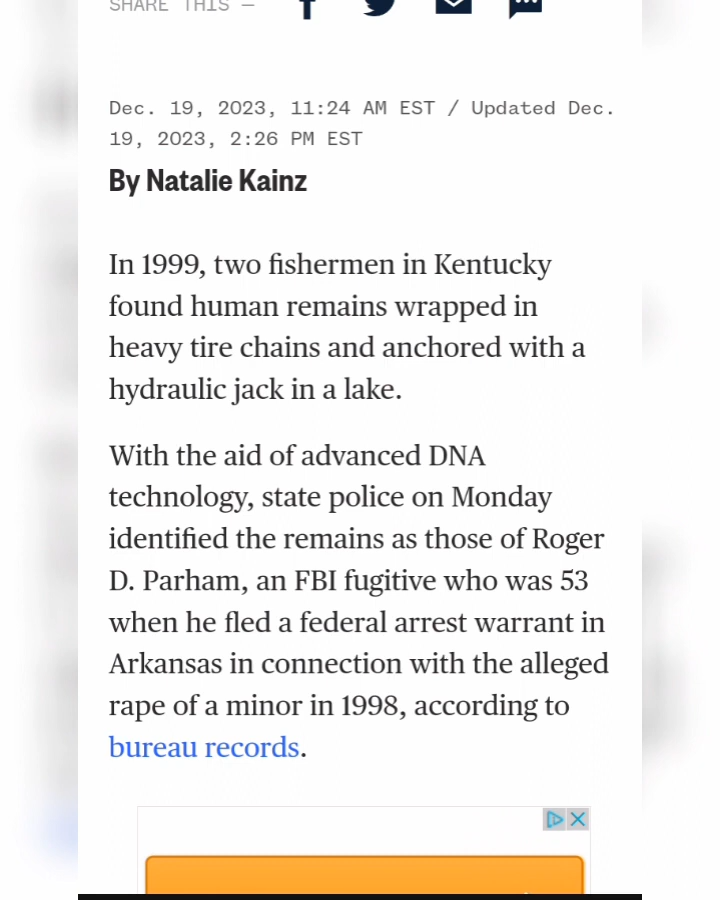 SHARE THIS —
Dec. 19, 2023, 11:24 AM EST / Updated Dec.
19, 2023, 2:26 PM EST
By Natalie Kainz
In 1999, two fishermen in Kentucky
found human remains wrapped in
heavy tire chains and anchored with a
hydraulic jack in a lake.
With the aid of advanced DNA
technology, state police on Monday
identified the remains as those of Roger
D. Parham, an FBI fugitive who was 53
when he fled a federal arrest warrant in
Arkansas in connection with the alleged
rape of a minor in 1998, according to
bureau records.